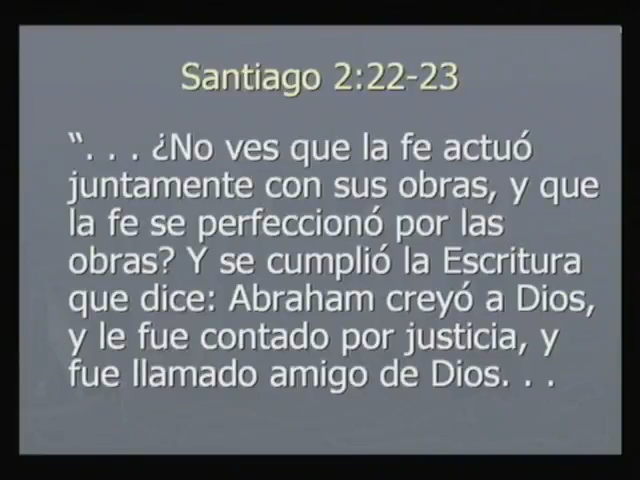 Santiago 2:22-23
“. . . ¿No ves que la fe actuó
juntamente con sus obras, y que
la fe se perfeccionó por las
obras? Y se cumplió la Escritura
que dice: Abraham creyó a Dios,
y le fue contado por justicia, y
fue llamado amigo de Dios. . .